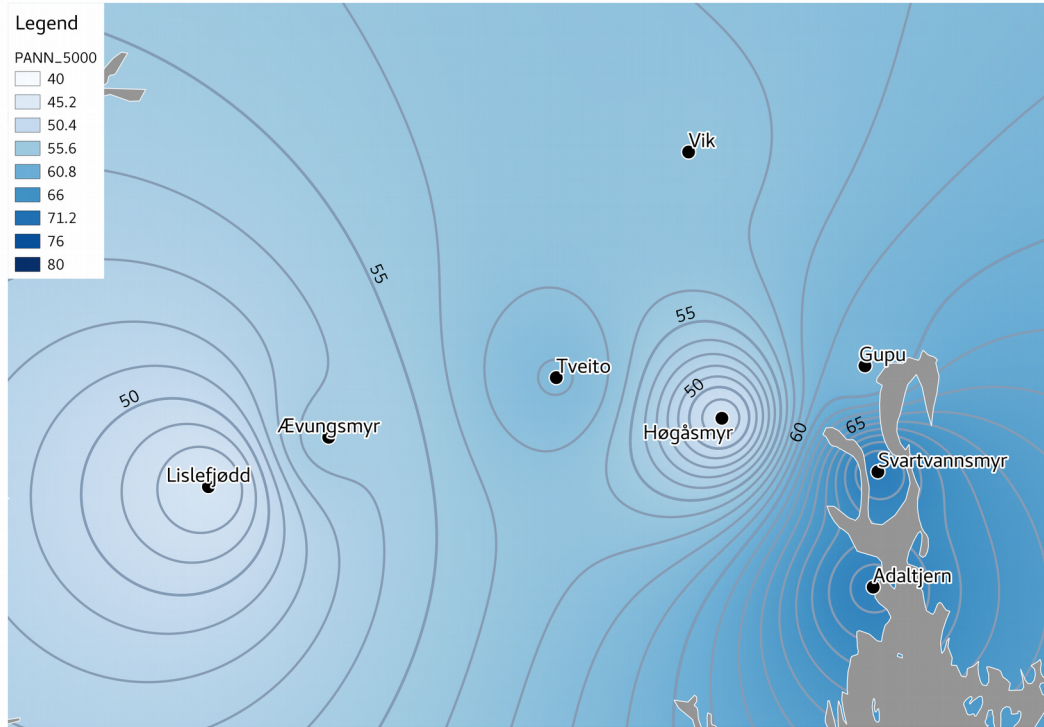 Legend
PANN_5000
40
45.2
50.4
55.6
60.8
66
71.2
76
80
Vik
55
55
Gupu
Tveito
50
50
Ævungsmyr
Høgåsmyr
60
65
Svartvannsmyr
Lislefjødd
Adaltjern